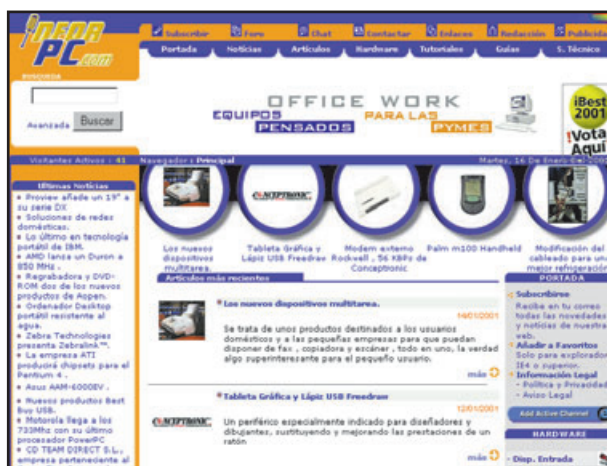 INFRA
PC.com
Subscribir Foro Chat Contactar Enlaces Redacción Publicida
Portada Noticias Artículos Hardware Tutoriales Guías S. Técnico
BUSQUEDA
Avanzada Buscar
OFFICE WORK
EQUIPOS PARA LAS
PENSADOS PYMES
iBest
2001
!Vota
Aquí
Visitantes Activos : 41 Navegador : Principal Martes, 16 De Enero Del
Ultimas Noticias
Proview añade un 19" a
su serie DX
Soluciones de redes
domésticas.
Lo último en tecnología
portátil de IBM.
AMD lanza un Duron a
850 MHz .
Regrabadora y DVD-
ROM dos de los nuevos
productos de Aopen.
Ordenador Desktop
portátil resistente al
agua.
Zebra Technologies
presenta Zebralink™.
La empresa ATI
producirá chipsets para el
Pentium 4 .
Asus AAM-6000EV .
Nuevos productos Best
Buy USB.
Motorola llega a los
733Mhz con su último
procesador PowerPC
CD TEAM DIRECT S.L.,
empresa perteneciente al
CONCEPTRONIC
Los nuevos
dispositivos
multitarea.
Tableta Gráfica y
Lápiz USB Freedraw
Modem externo
Rockwell , 56 KBPs de
Conceptronic
Palm m100 Handheld
Modificación del
cableado para un
mejor refrigeración
Artículos más recientes
Los nuevos dispositivos multitarea.
14/01/2001
Se trata de unos productos destinados a los usuarios
domésticos y a las pequeñas empresas para que puedan
disponer de fax , copiadora y escáner , todo en uno, la verdad
algo superinteresante para el pequeño usuario.
más
Tableta Gráfica y Lápiz USB Freedraw
12/01/2001
CONCEPTRONIC
Un periférico especialmente indicado para diseñadores y
dibujantes, sustituyendo y mejorando las prestaciones de un
ratón
más
PORTADA
Subscribirse
Recibe en tu correo
todas las novedades
y noticias de nuestra
web.
Añadir a Favoritos
Solo para explorador
IE4 o superior.
Información Legal
- Política y Privacidad
- Aviso Legal
Add Active Channel
HARDWARE
- Disp. Entrada